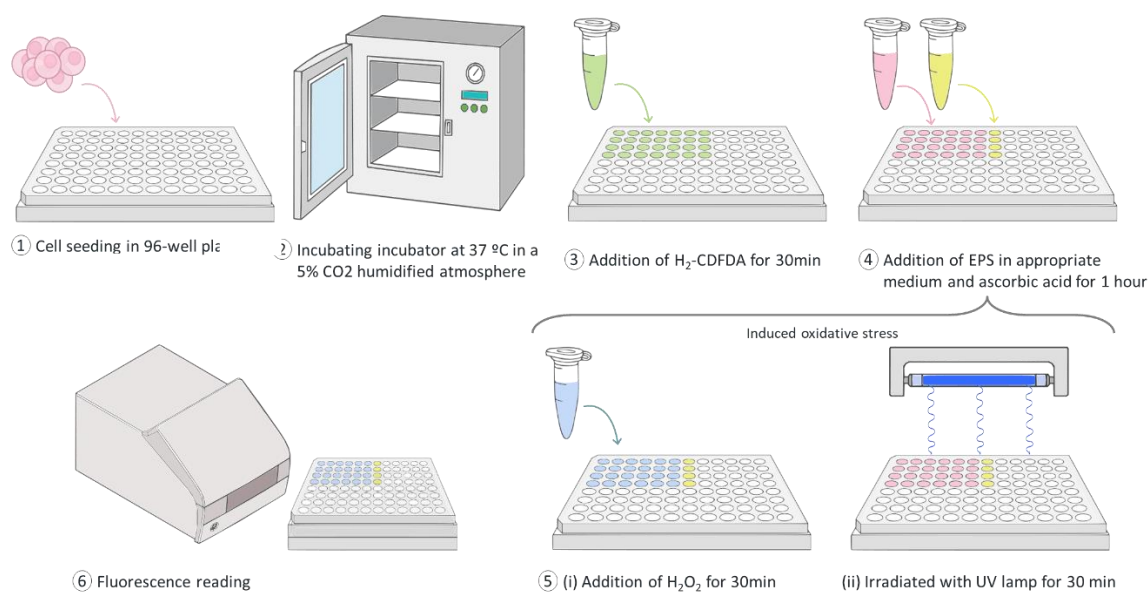 ① Cell seeding in 96-well pla
② Incubating incubator at 37 ºC in a
5% CO2 humidified atmosphere
③ Addition of H₂-CDFDA for 30min
④ Addition of EPS in appropriate
medium and ascorbic acid for 1 hour
Induced oxidative stress
⑤ (i) Addition of H₂O₂ for 30min
(ii) Irradiated with UV lamp for 30 min
⑥ Fluorescence reading